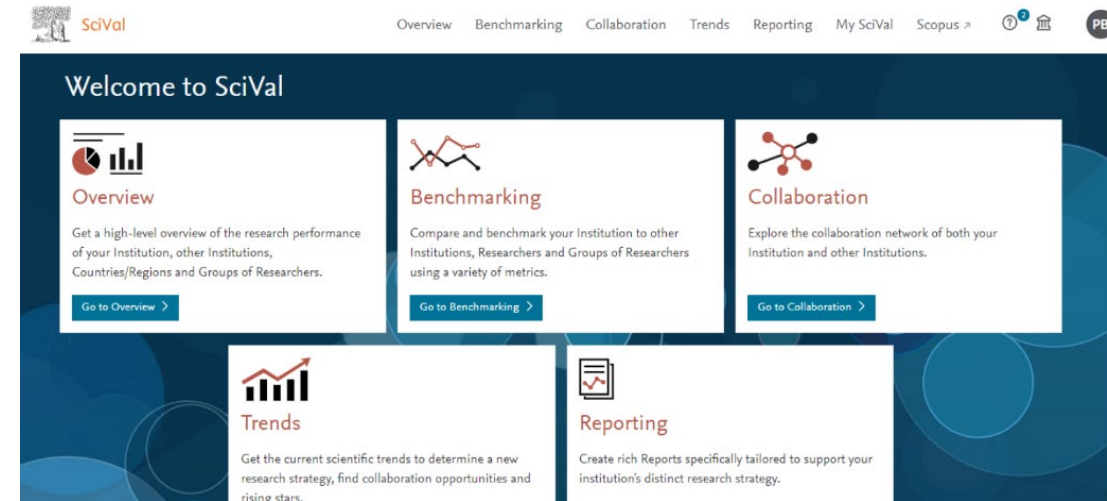 SciVal
Overview Benchmarking Collaboration Trends Reporting My SciVal Scopus ↗ ? 2 PB
Welcome to SciVal
Overview
Get a high-level overview of the research performance
of your Institution, other Institutions,
Countries/Regions and Groups of Researchers.
Go to Overview >
Benchmarking
Compare and benchmark your Institution to other
Institutions, Researchers and Groups of Researchers
using a variety of metrics.
Go to Benchmarking >
Collaboration
Explore the collaboration network of both your
Institution and other Institutions.
Go to Collaboration >
Trends
Get the current scientific trends to determine a new
research strategy, find collaboration opportunities and
rising stars.
Reporting
Create rich Reports specifically tailored to support your
institution's distinct research strategy.